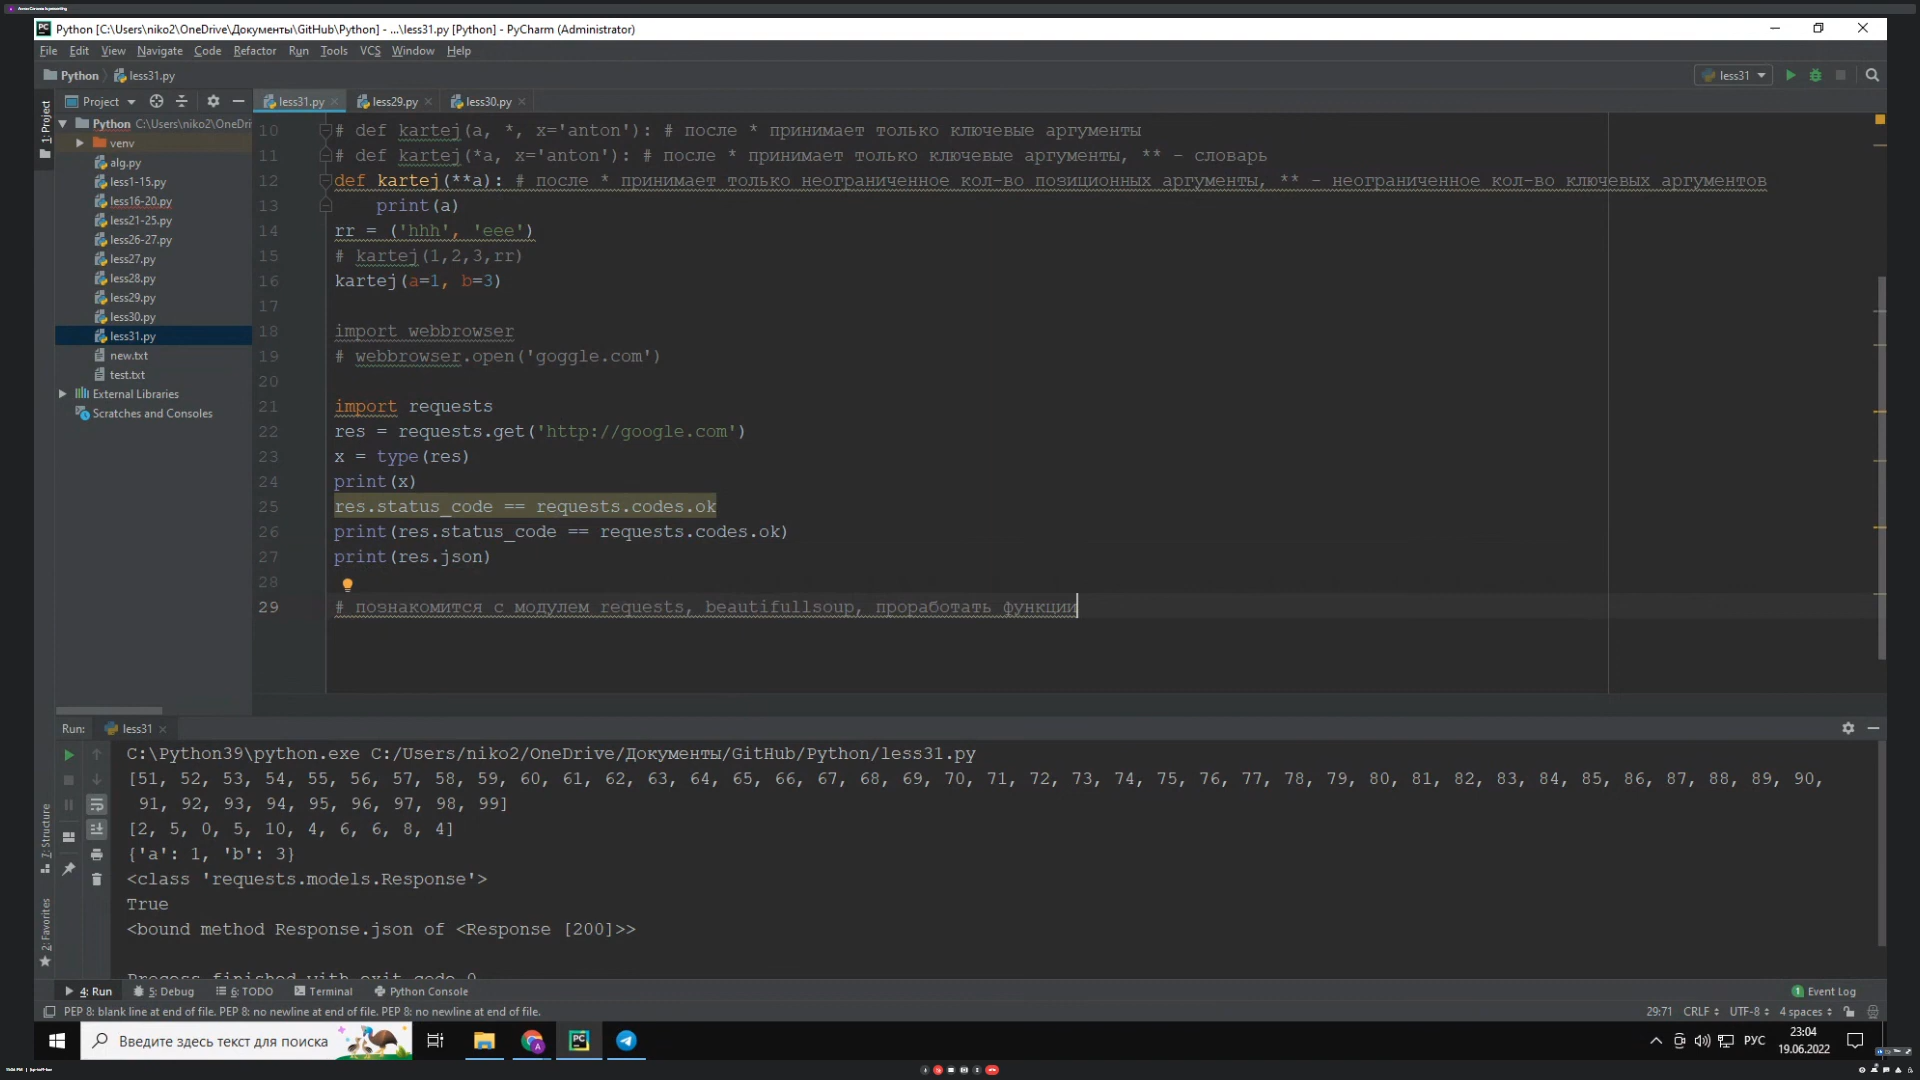 Python [C:\Users\niko2\OneDrive\Документы\GitHub\Python] - ...\less31.py [Python] - PyCharm (Administrator)
File Edit View Navigate Code Refactor Run Tools VCS Window Help
Python less31.py
less31
Project
less31.py
less29.py
less30.py
1: Project
Python C:\Users\niko2\OneDri
venv
alg.py
less1-15.py
less16-20.py
less21-25.py
less26-27.py
less27.py
less28.py
less29.py
less30.py
less31.py
new.txt
test.txt
External Libraries
Scratches and Consoles
10 # def kartej(a, *, x='anton'): # после * принимает только ключевые аргументы
11 # def kartej(*a, x='anton'): # после * принимает только ключевые аргументы, ** - словарь
12 def kartej(**a): # после * принимает только неограниченное кол-во позиционных аргументы, ** - неограниченное кол-во ключевых аргументов
13 print(a)
14 rr = ('hhh', 'eee')
15 # kartej(1,2,3,rr)
16 kartej(a=1, b=3)
17
18 import webbrowser
19 # webbrowser.open('goggle.com')
20
21 import requests
22 res = requests.get('http://google.com')
23 x = type(res)
24 print(x)
25 res.status_code == requests.codes.ok
26 print(res.status_code == requests.codes.ok)
27 print(res.json)
28
29 # познакомится с модулем requests, beautifullsoup, проработать функции
Run: less31
C:\Python39\python.exe C:/Users/niko2/OneDrive/Документы/GitHub/Python/less31.py
[51, 52, 53, 54, 55, 56, 57, 58, 59, 60, 61, 62, 63, 64, 65, 66, 67, 68, 69, 70, 71, 72, 73, 74, 75, 76, 77, 78, 79, 80, 81, 82, 83, 84, 85, 86, 87, 88, 89, 90,
91, 92, 93, 94, 95, 96, 97, 98, 99]
[2, 5, 0, 5, 10, 4, 6, 6, 8, 4]
{'a': 1, 'b': 3}
<class 'requests.models.Response'>
True
<bound method Response.json of <Response [200]>>
Process finished with exit code 0
7: Structure
2: Favorites
4: Run 5: Debug 6: TODO Terminal Python Console
1 Event Log
PEP 8: blank line at end of file. PEP 8: no newline at end of file. PEP 8: no newline at end of file.
29:71 CRLF UTF-8 4 spaces
Введите здесь текст для поиска
РУС
23:04
19.06.2022